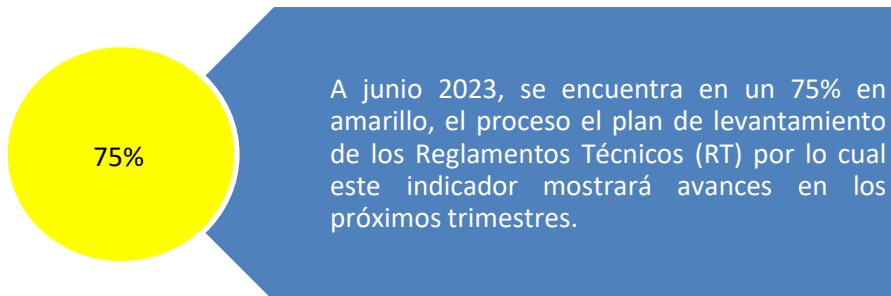 75%
A junio 2023, se encuentra en un 75% en
amarillo, el proceso el plan de levantamiento
de los Reglamentos Técnicos (RT) por lo cual
este indicador mostrará avances en los
próximos trimestres.